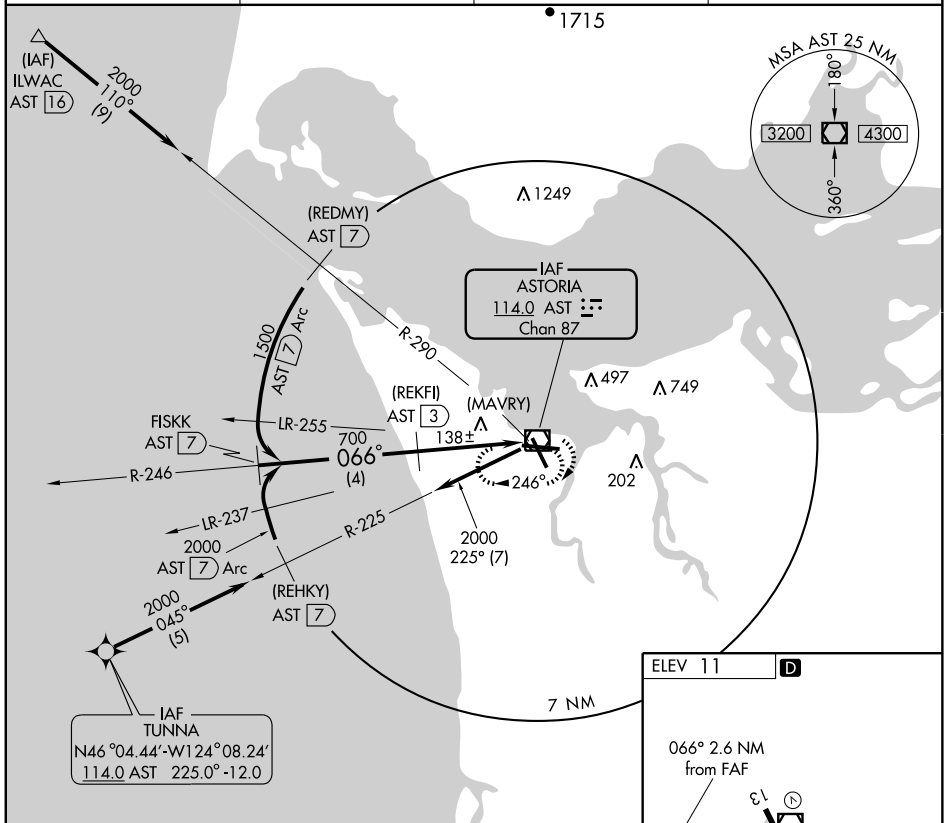 1715
(IAF)
ILWAC
AST 16
2000
110°
(9)
MSA AST 25 NM
180°
3200
4300
360°
1249
(REDMY)
AST 7
IAF
ASTORIA
114.0 AST
Chan 87
1500
AST 7 Arc
R-290
497
749
(REKFI)
AST 3
(MAVRY)
FISKK
AST 7
LR-255
138±
700
066°
(4)
R-246
246°
202
LR-237
R-225
2000
AST 7 Arc
2000
225° (7)
(REHKY)
AST 7
2000
045°
(5)
7 NM
IAF
TUNNA
N46°04.44'-W124°08.24'
114.0 AST 225.0°-12.0
ELEV 11
D
066° 2.6 NM
from FAF
13